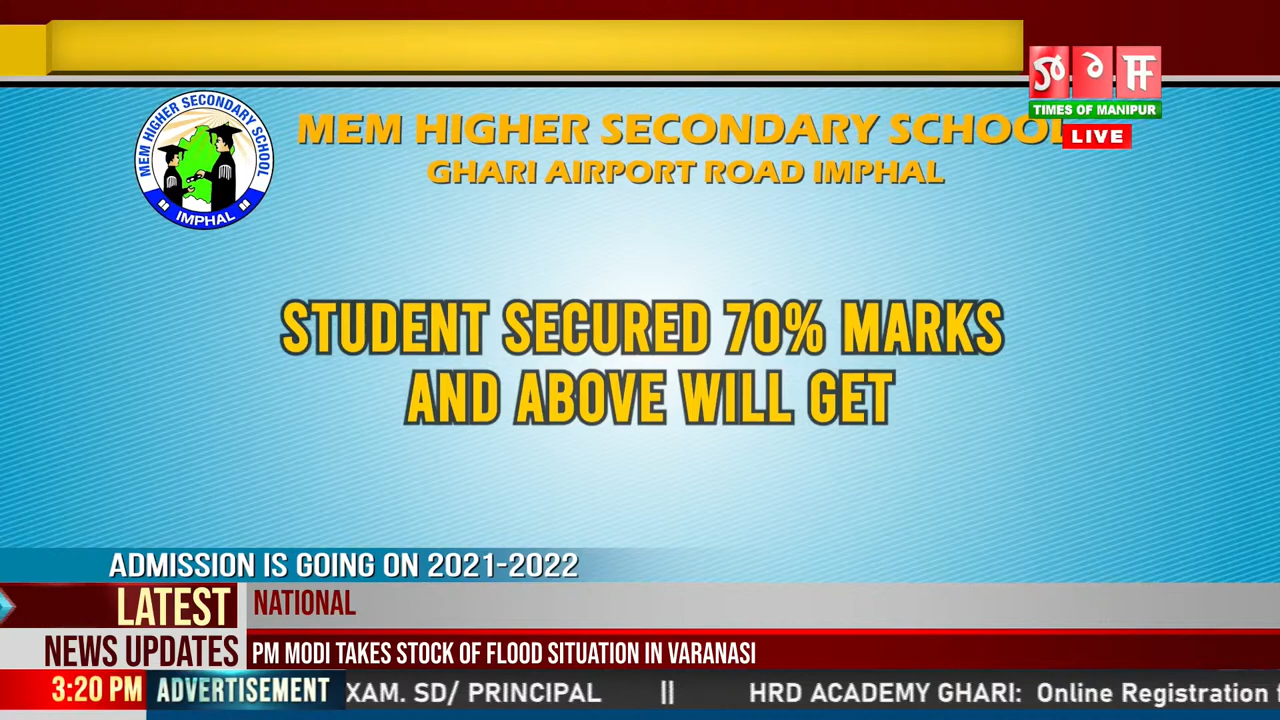 MEM HIGHER SECONDARY SCHOOL
IMPHAL
MEM HIGHER SECONDARY SCHOOL
GHARI AIRPORT ROAD IMPHAL
TIMES OF MANIPUR
LIVE
STUDENT SECURED 70% MARKS
AND ABOVE WILL GET
ADMISSION IS GOING ON 2021-2022
LATEST
NEWS UPDATES
NATIONAL
PM MODI TAKES STOCK OF FLOOD SITUATION IN VARANASI
3:20 PM ADVERTISEMENT XAM. SD/ PRINCIPAL || HRD ACADEMY GHARI: Online Registration